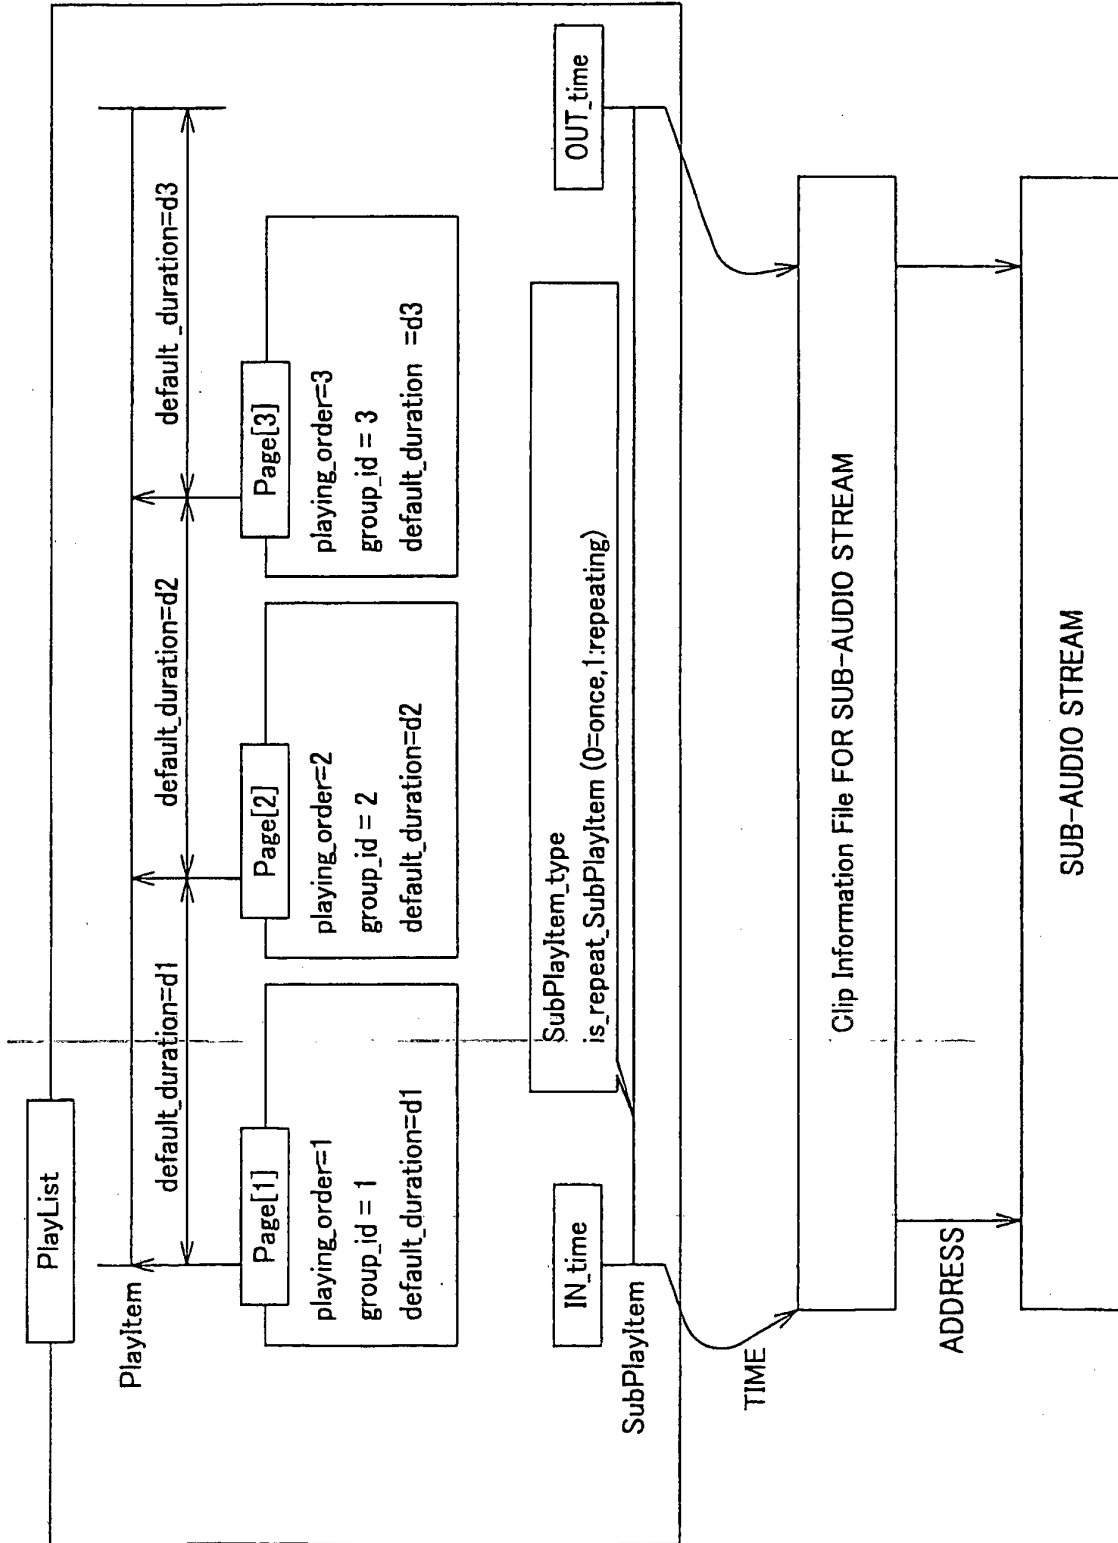 PlayList
PlayItem
default_duration=d1
default_duration=d2
default_duration=d3
Page[1]
playing_order=1
group_id = 1
default_duration=d1
Page[2]
playing_order=2
group_id = 2
default_duration=d2
Page[3]
playing_order=3
group_id = 3
default_duration =d3
IN_time
SubPlayItem_type
is_repeat_SubPlayItem (0=once,1:repeating)
OUT_time
SubPlayItem
TIME
Clip Information File FOR SUB-AUDIO STREAM
ADDRESS
SUB-AUDIO STREAM